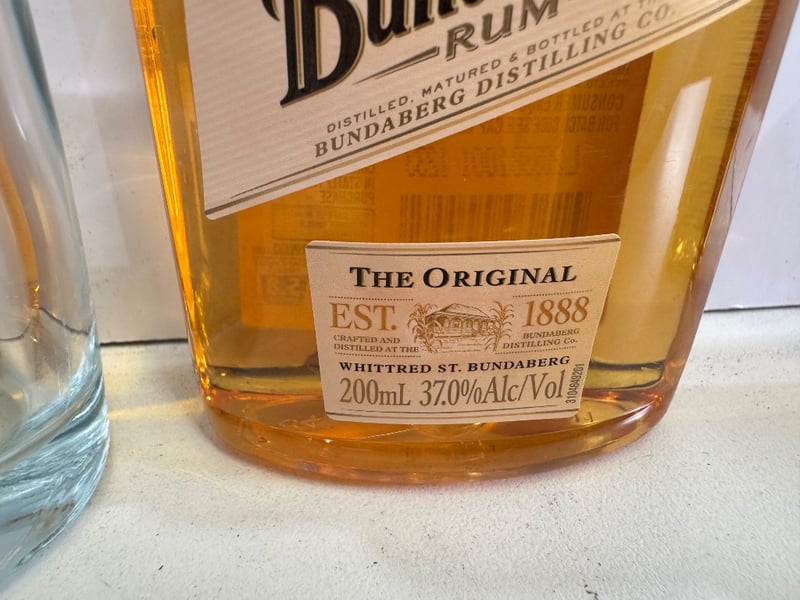 RUM
DISTILLED, MATURED & BOTTLED AT
BUNDABERG DISTILLING CO.
THE ORIGINAL
EST. 1888
CRAFTED AND
DISTILLED AT THE
BUNDABERG
DISTILLING Co.
WHITTRED ST. BUNDABERG
200mL 37.0%Alc/Vol
3104849201